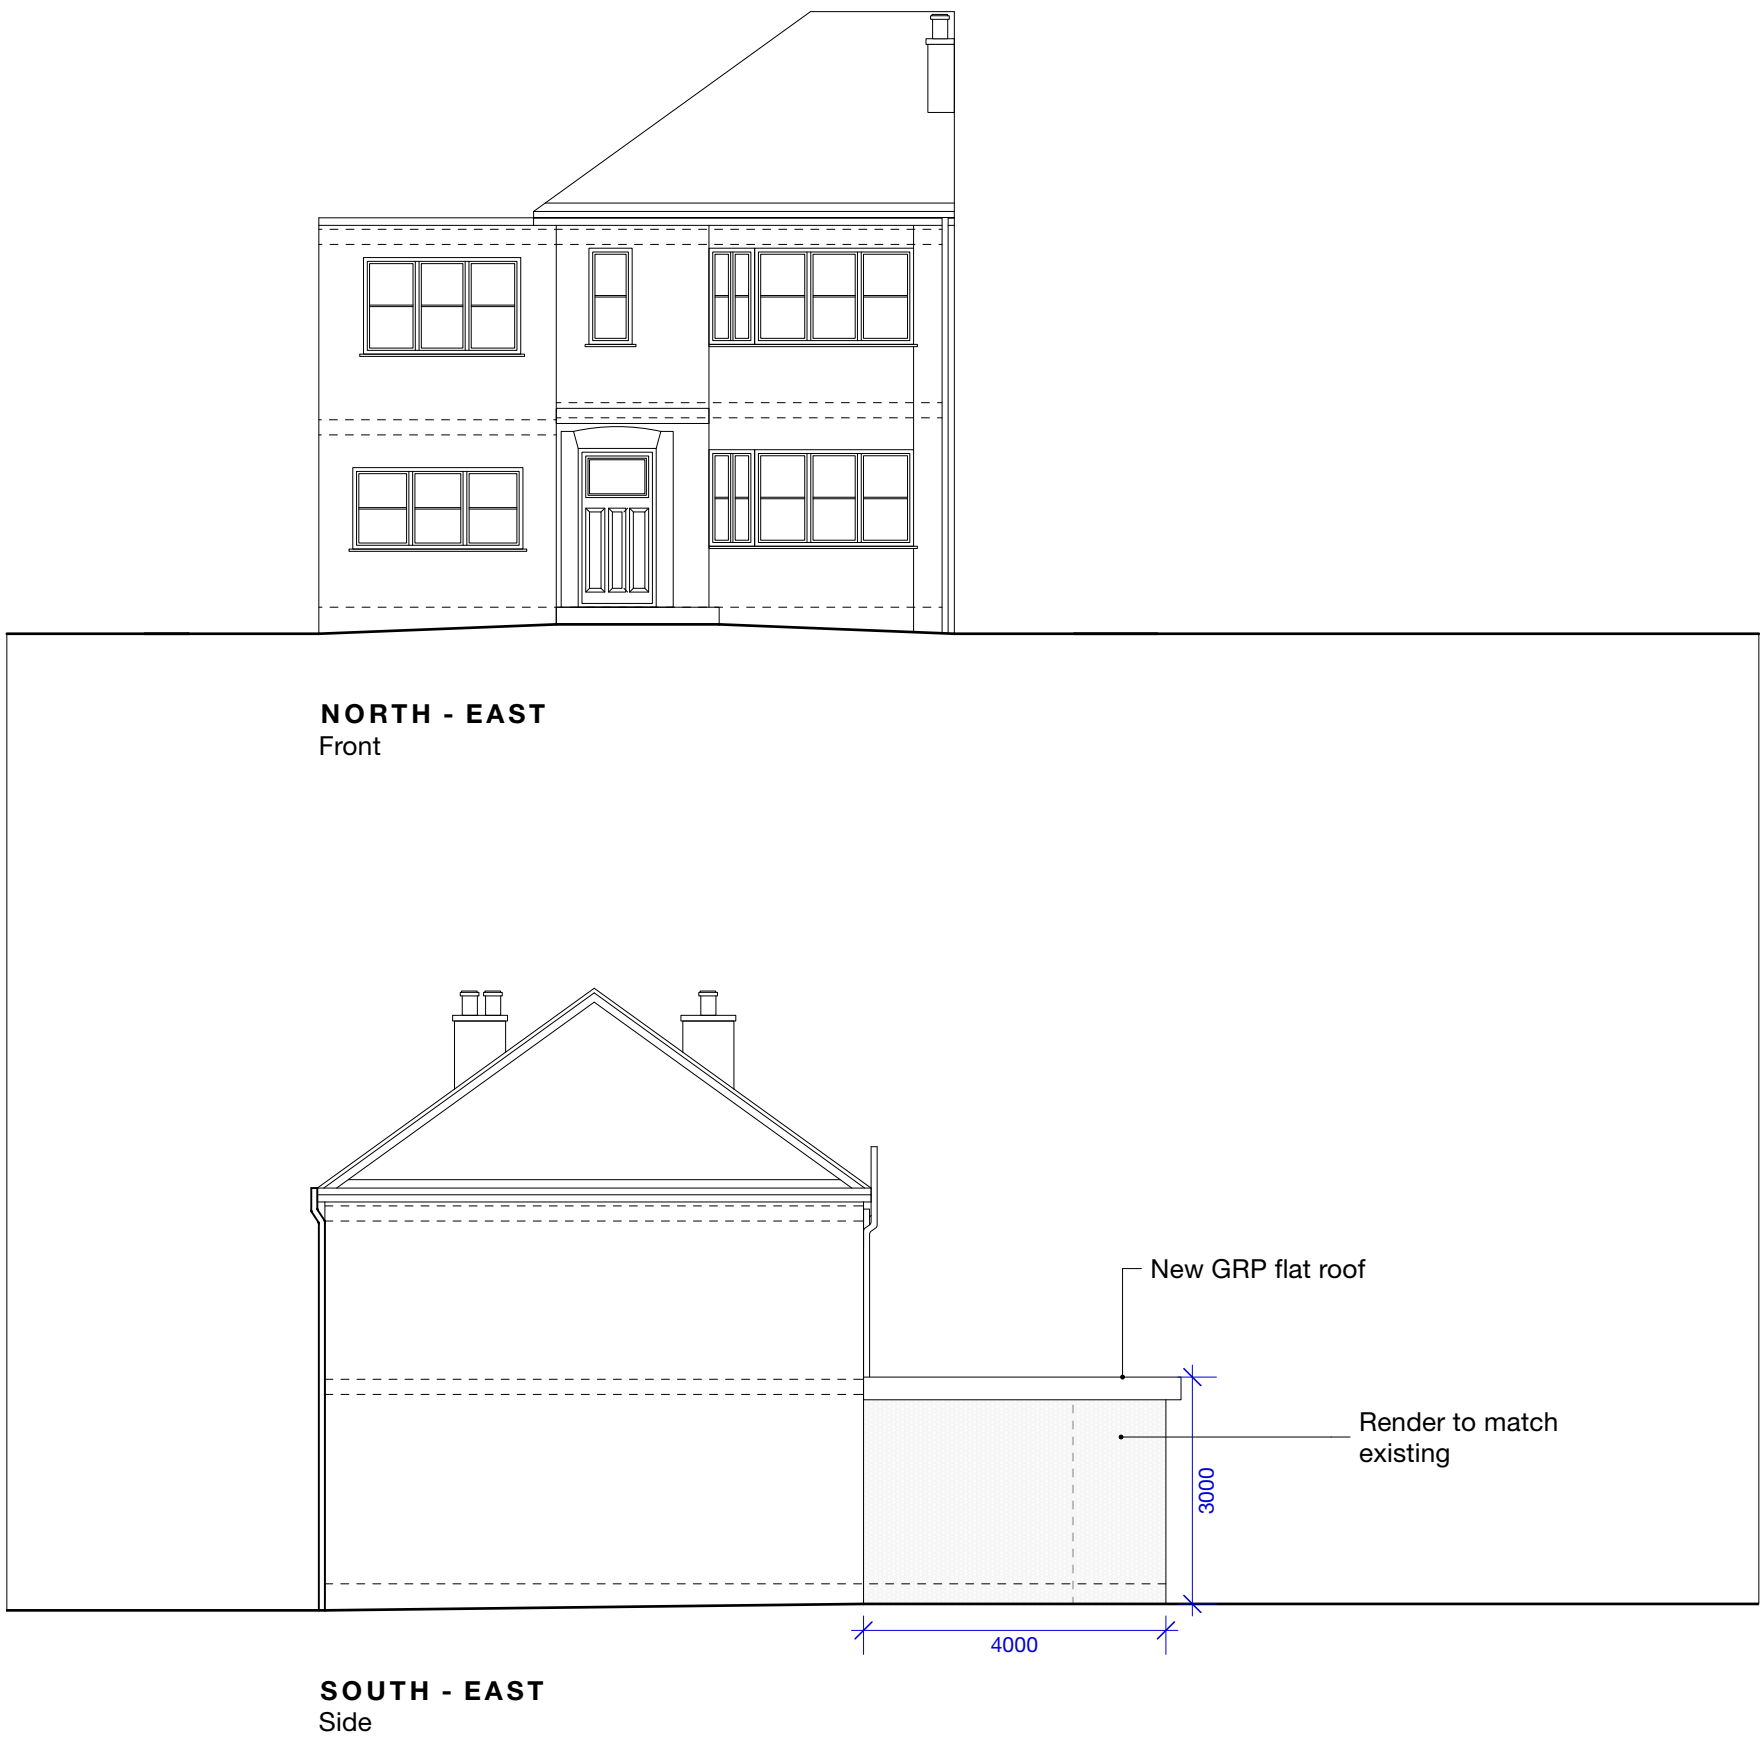 NORTH - EAST
Front
New GRP flat roof
Render to match
existing
3000
4000
SOUTH - EAST
Side